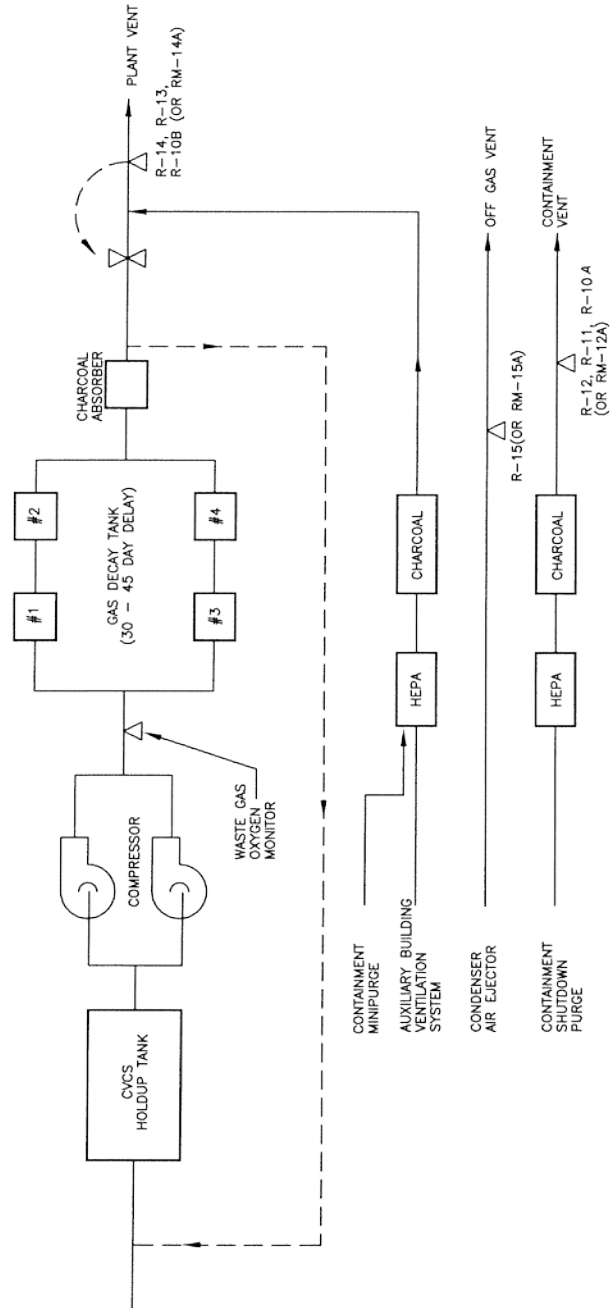 CVCS
HOLDUP TANK
COMPRESSOR
WASTE GAS
OXYGEN
MONITOR
#1
#2
GAS DECAY TANK
(30 - 45 DAY DELAY)
#3
#4
CHARCOAL
ABSORBER
PLANT VENT
R-14, R-13,
R-10B (OR RM-14A)
CONTAINMENT
MINIPURGE
AUXILIARY BUILDING
VENTILATION
SYSTEM
HEPA
CHARCOAL
CONDENSER
AIR EJECTOR
R-15(OR RM-15A)
OFF GAS VENT
CONTAINMENT
SHUTDOWN
PURGE
HEPA
CHARCOAL
R-12, R-11, R-10A
(OR RM-12A)
CONTAINMENT
VENT